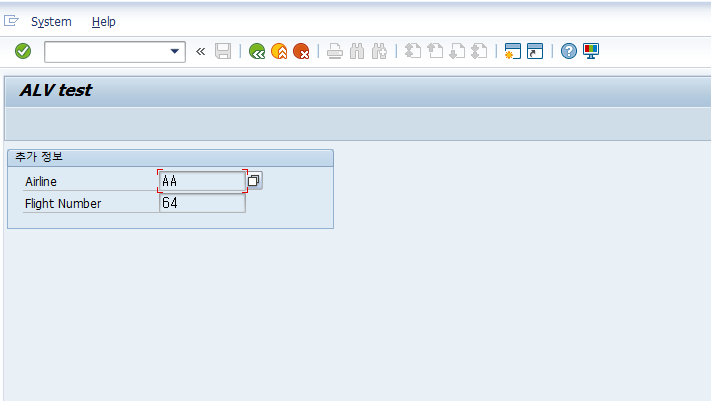 System Help
«
ALV test
추가 정보
Airline AA
Flight Number 64